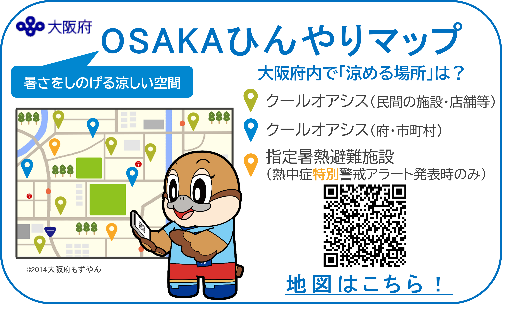 大阪府
OSAKAひんやりマップ
暑さをしのげる涼しい空間
大阪府内で「涼める場所」は？
クールオアシス（民間の施設・店舗等）
クールオアシス（府・市町村）
指定暑熱避難施設
（熱中症特別警戒アラート発表時のみ）
©2014大阪府もずやん
地図はこちら！